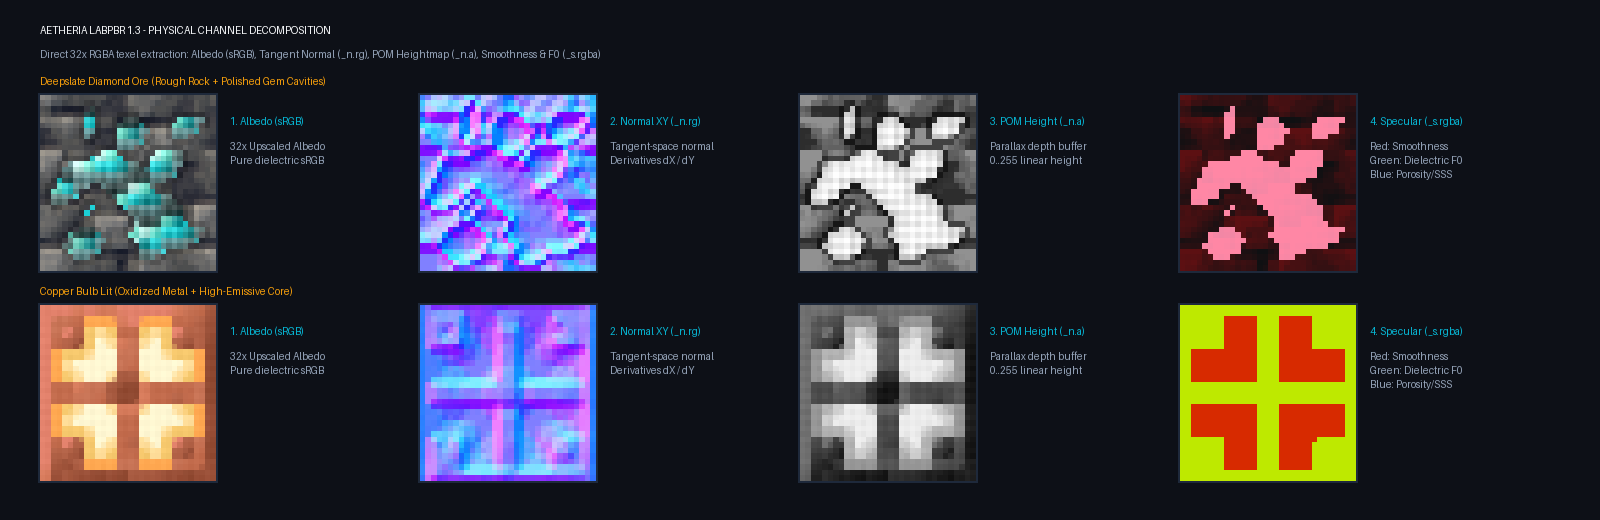 AETHERIA LABPBR 1.3 - PHYSICAL CHANNEL DECOMPOSITION
Direct 32x RGBA texel extraction: Albedo (sRGB), Tangent Normal (_n.rg), POM Heightmap (_n.a), Smoothness & F0 (_s.rgba)
Deepslate Diamond Ore (Rough Rock + Polished Gem Cavities)
1. Albedo (sRGB)
32x Upscaled Albedo
Pure dielectric sRGB
2. Normal XY (_n.rg)
Tangent-space normal
Derivatives dX / dY
3. POM Height (_n.a)
Parallax depth buffer
0..255 linear height
4. Specular (_s.rgba)
Red: Smoothness
Green: Dielectric F0
Blue: Porosity/SSS
Copper Bulb Lit (Oxidized Metal + High-Emissive Core)
1. Albedo (sRGB)
32x Upscaled Albedo
Pure dielectric sRGB
2. Normal XY (_n.rg)
Tangent-space normal
Derivatives dX / dY
3. POM Height (_n.a)
Parallax depth buffer
0..255 linear height
4. Specular (_s.rgba)
Red: Smoothness
Green: Dielectric F0
Blue: Porosity/SSS